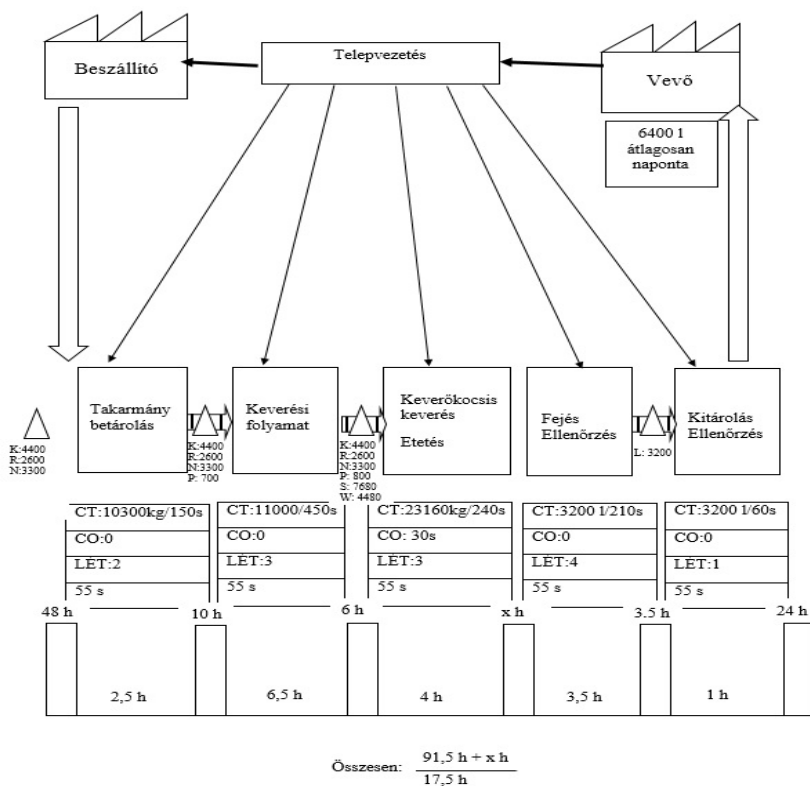 Beszállító
Telepvezetés
Vevő
6400 l
átlagosan
naponta
Takarmány
betárolás
Keverési
folyamat
Keverőkocsis
keverés
Etetés
Fejés
Ellenőrzés
Kitárolás
Ellenőrzés
K:4400
R:2600
N:3300
K:4400
R:2600
N:3300
P: 700
K:4400
R:2600
N:3300
P: 800
S: 7680
W: 4480
L: 3200
CT:10300kg/150s
CO:0
LÉT:2
55 s
CT:11000/450s
CO:0
LÉT:3
55 s
CT:23160kg/240s
CO: 30s
LÉT:3
55 s
CT:3200 l/210s
CO:0
LÉT:4
55 s
CT:3200 l/60s
CO:0
LÉT:1
55 s
48 h
10 h
6 h
x h
3.5 h
24 h
2,5 h
6,5 h
4 h
3,5 h
1 h
Összesen: 91,5 h + x h
17,5 h